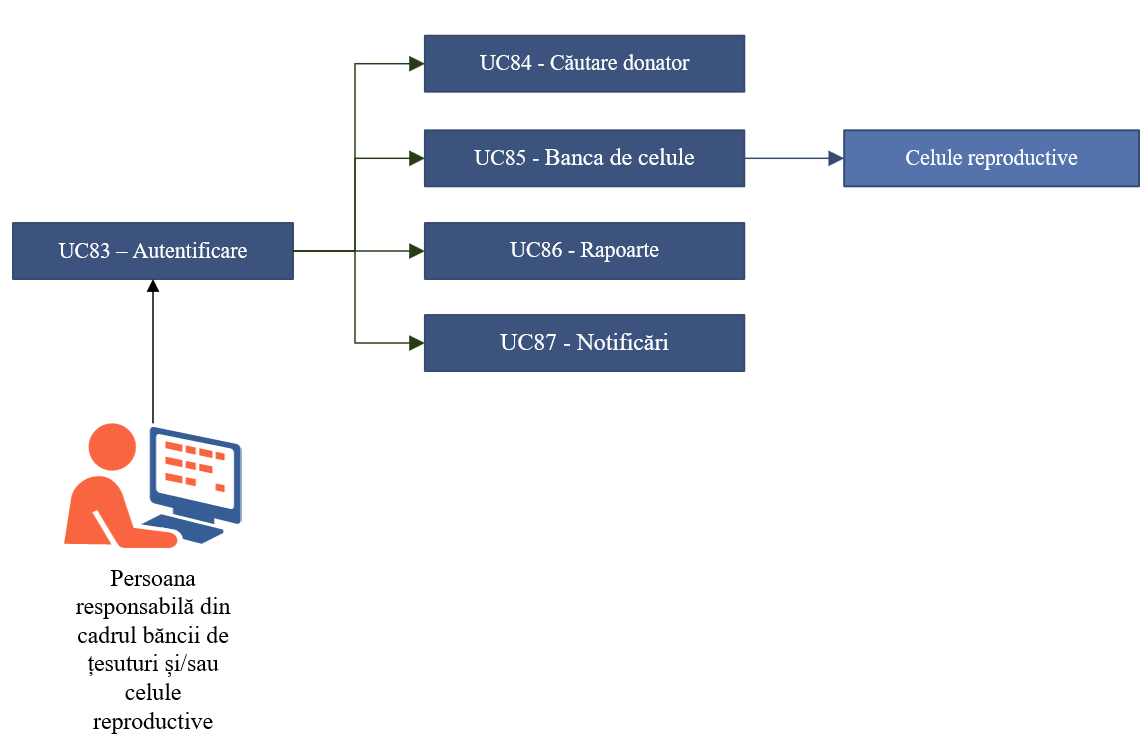 UC84 - Căutare donator
UC85 - Banca de celule
Celule reproductive
UC83 – Autentificare
UC86 - Rapoarte
UC87 - Notificări
Persoana
responsabilă din
cadrul băncii de
țesuturi și/sau
celule
reproductive